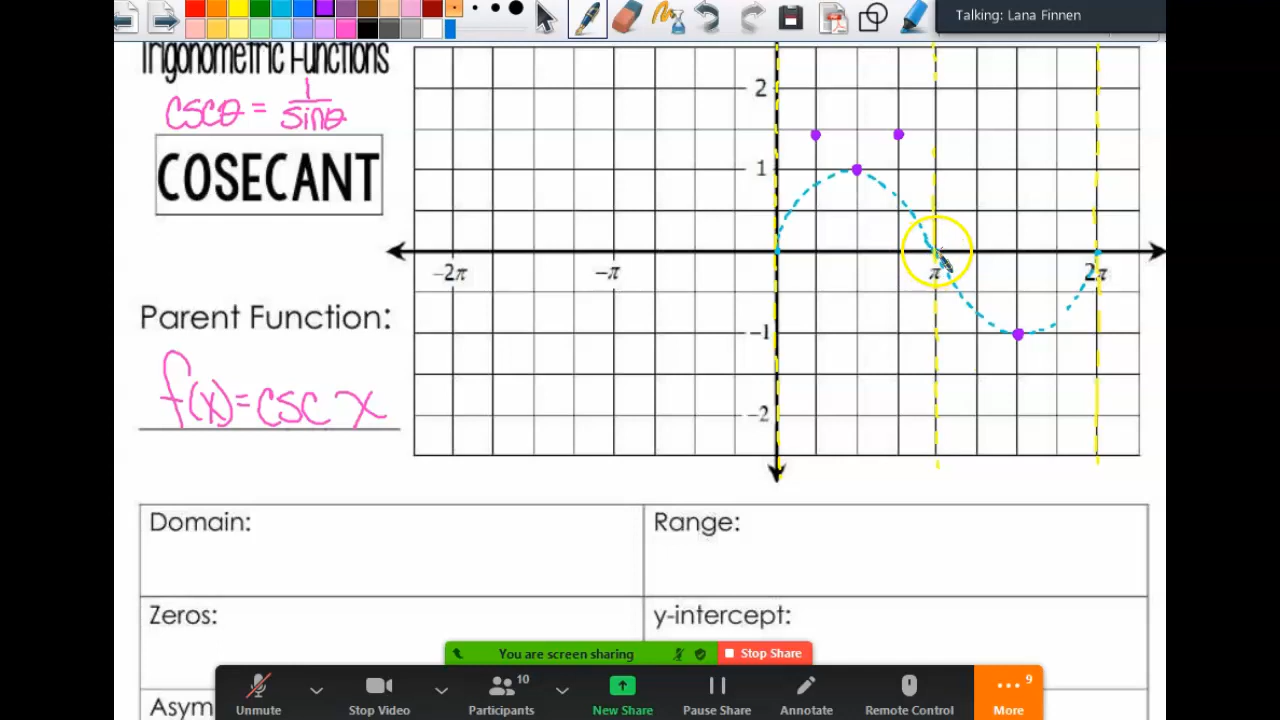 Talking: Lana Finnen
Trigonometric Functions
cscθ = 1/sinθ
COSECANT
2
1
-2π
-π
π
2π
-1
-2
Parent Function:
f(x)=csc x
Domain:
Range:
Zeros:
y-intercept:
You are screen sharing
Stop Share
Asym
Unmute
Stop Video
10
Participants
New Share
Pause Share
Annotate
Remote Control
9
More